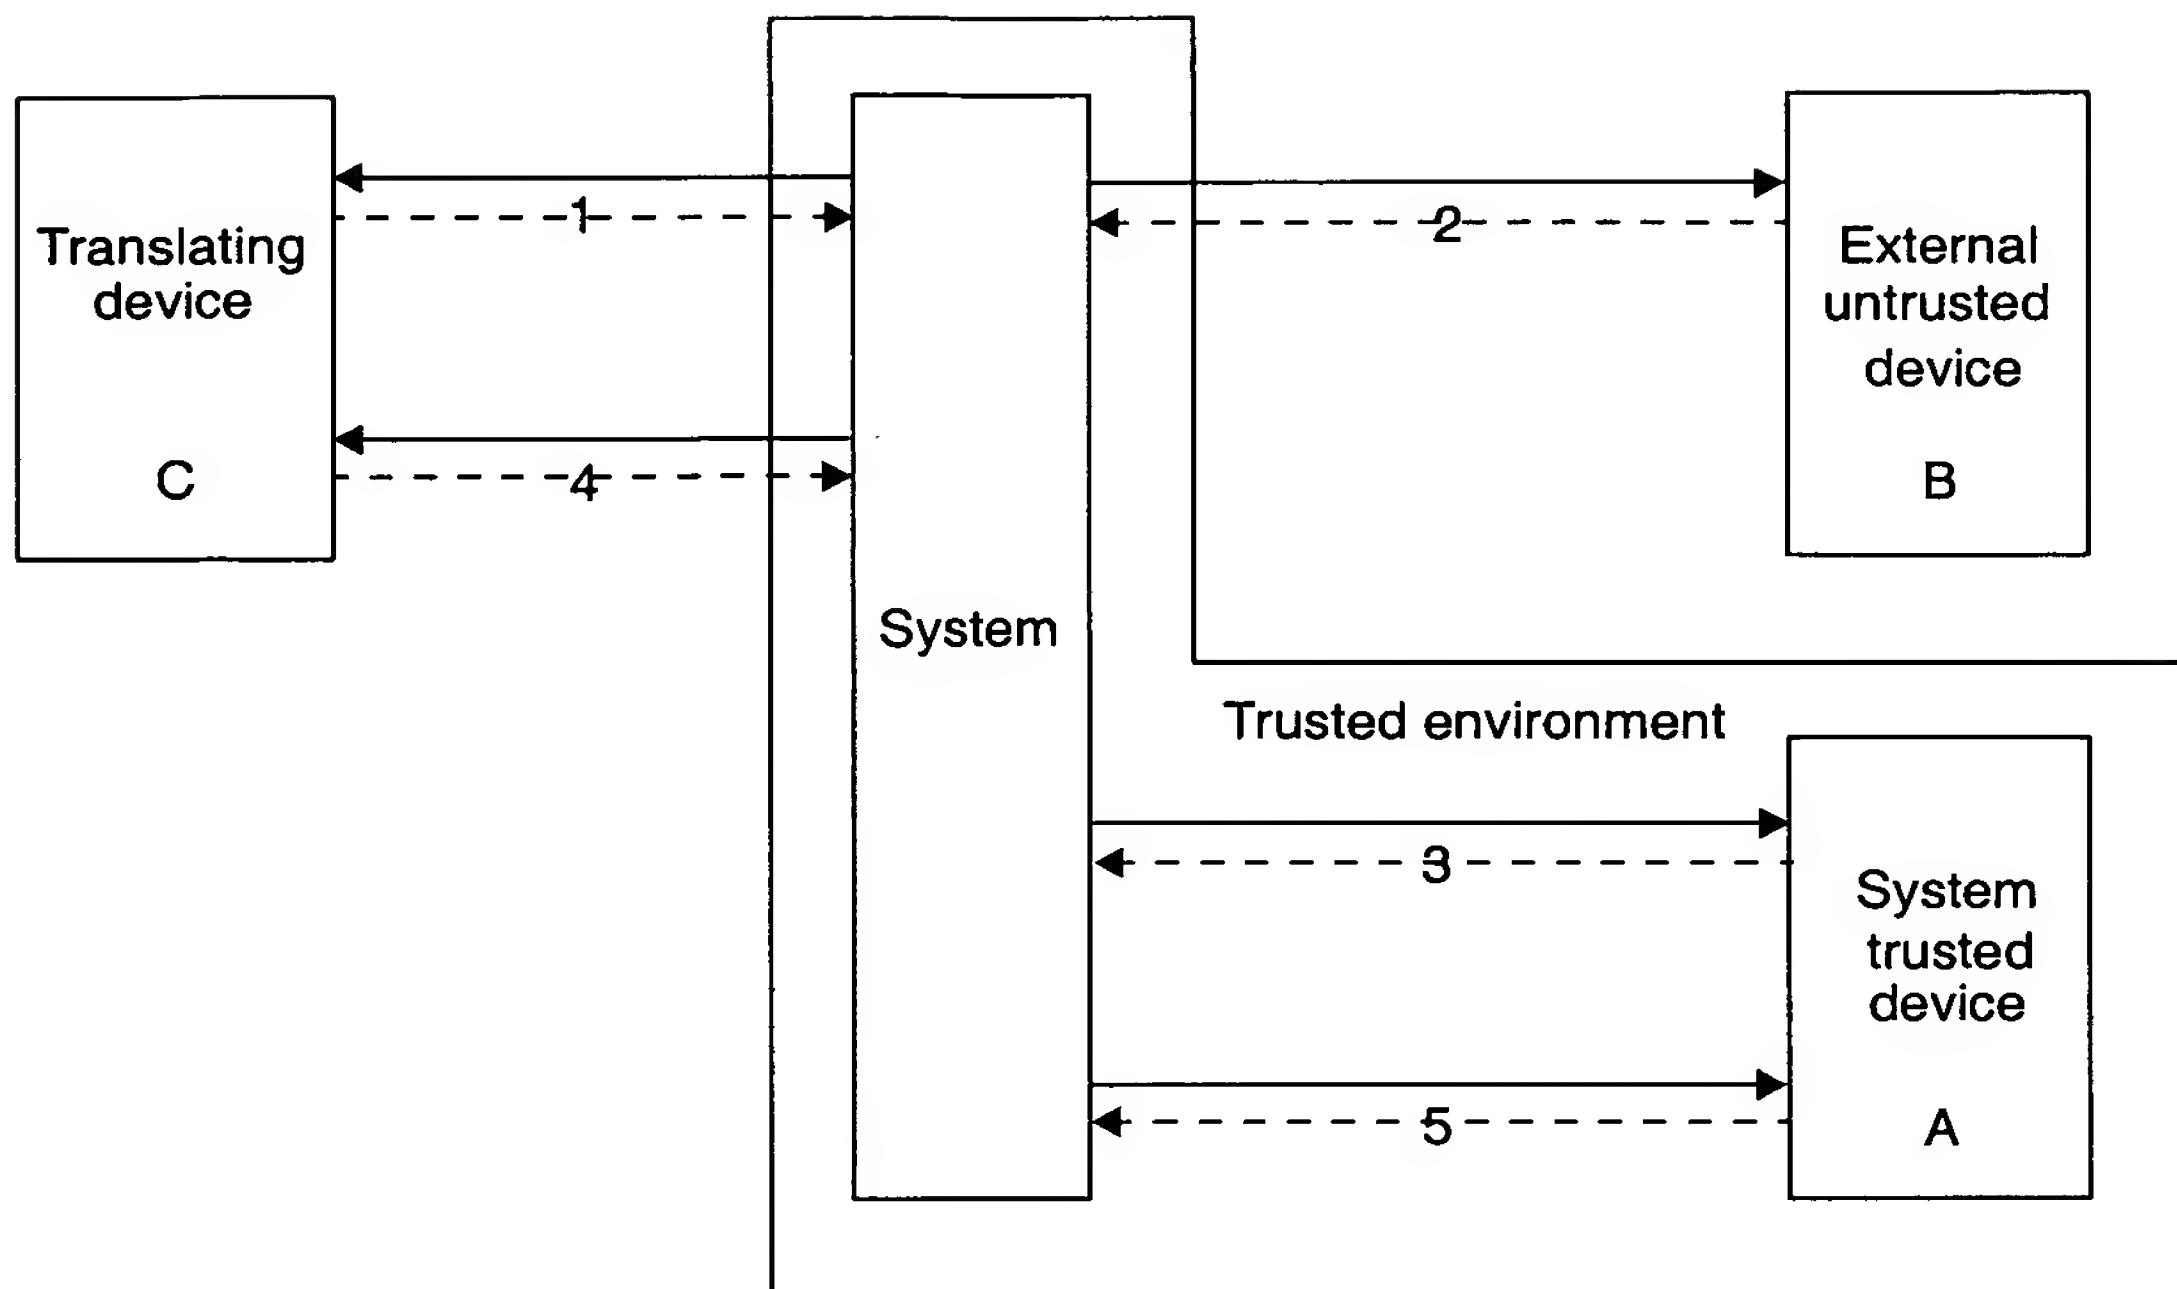 Translating
device
C
1
4
System
2
External
untrusted
device
B
Trusted environment
3
5
System
trusted
device
A